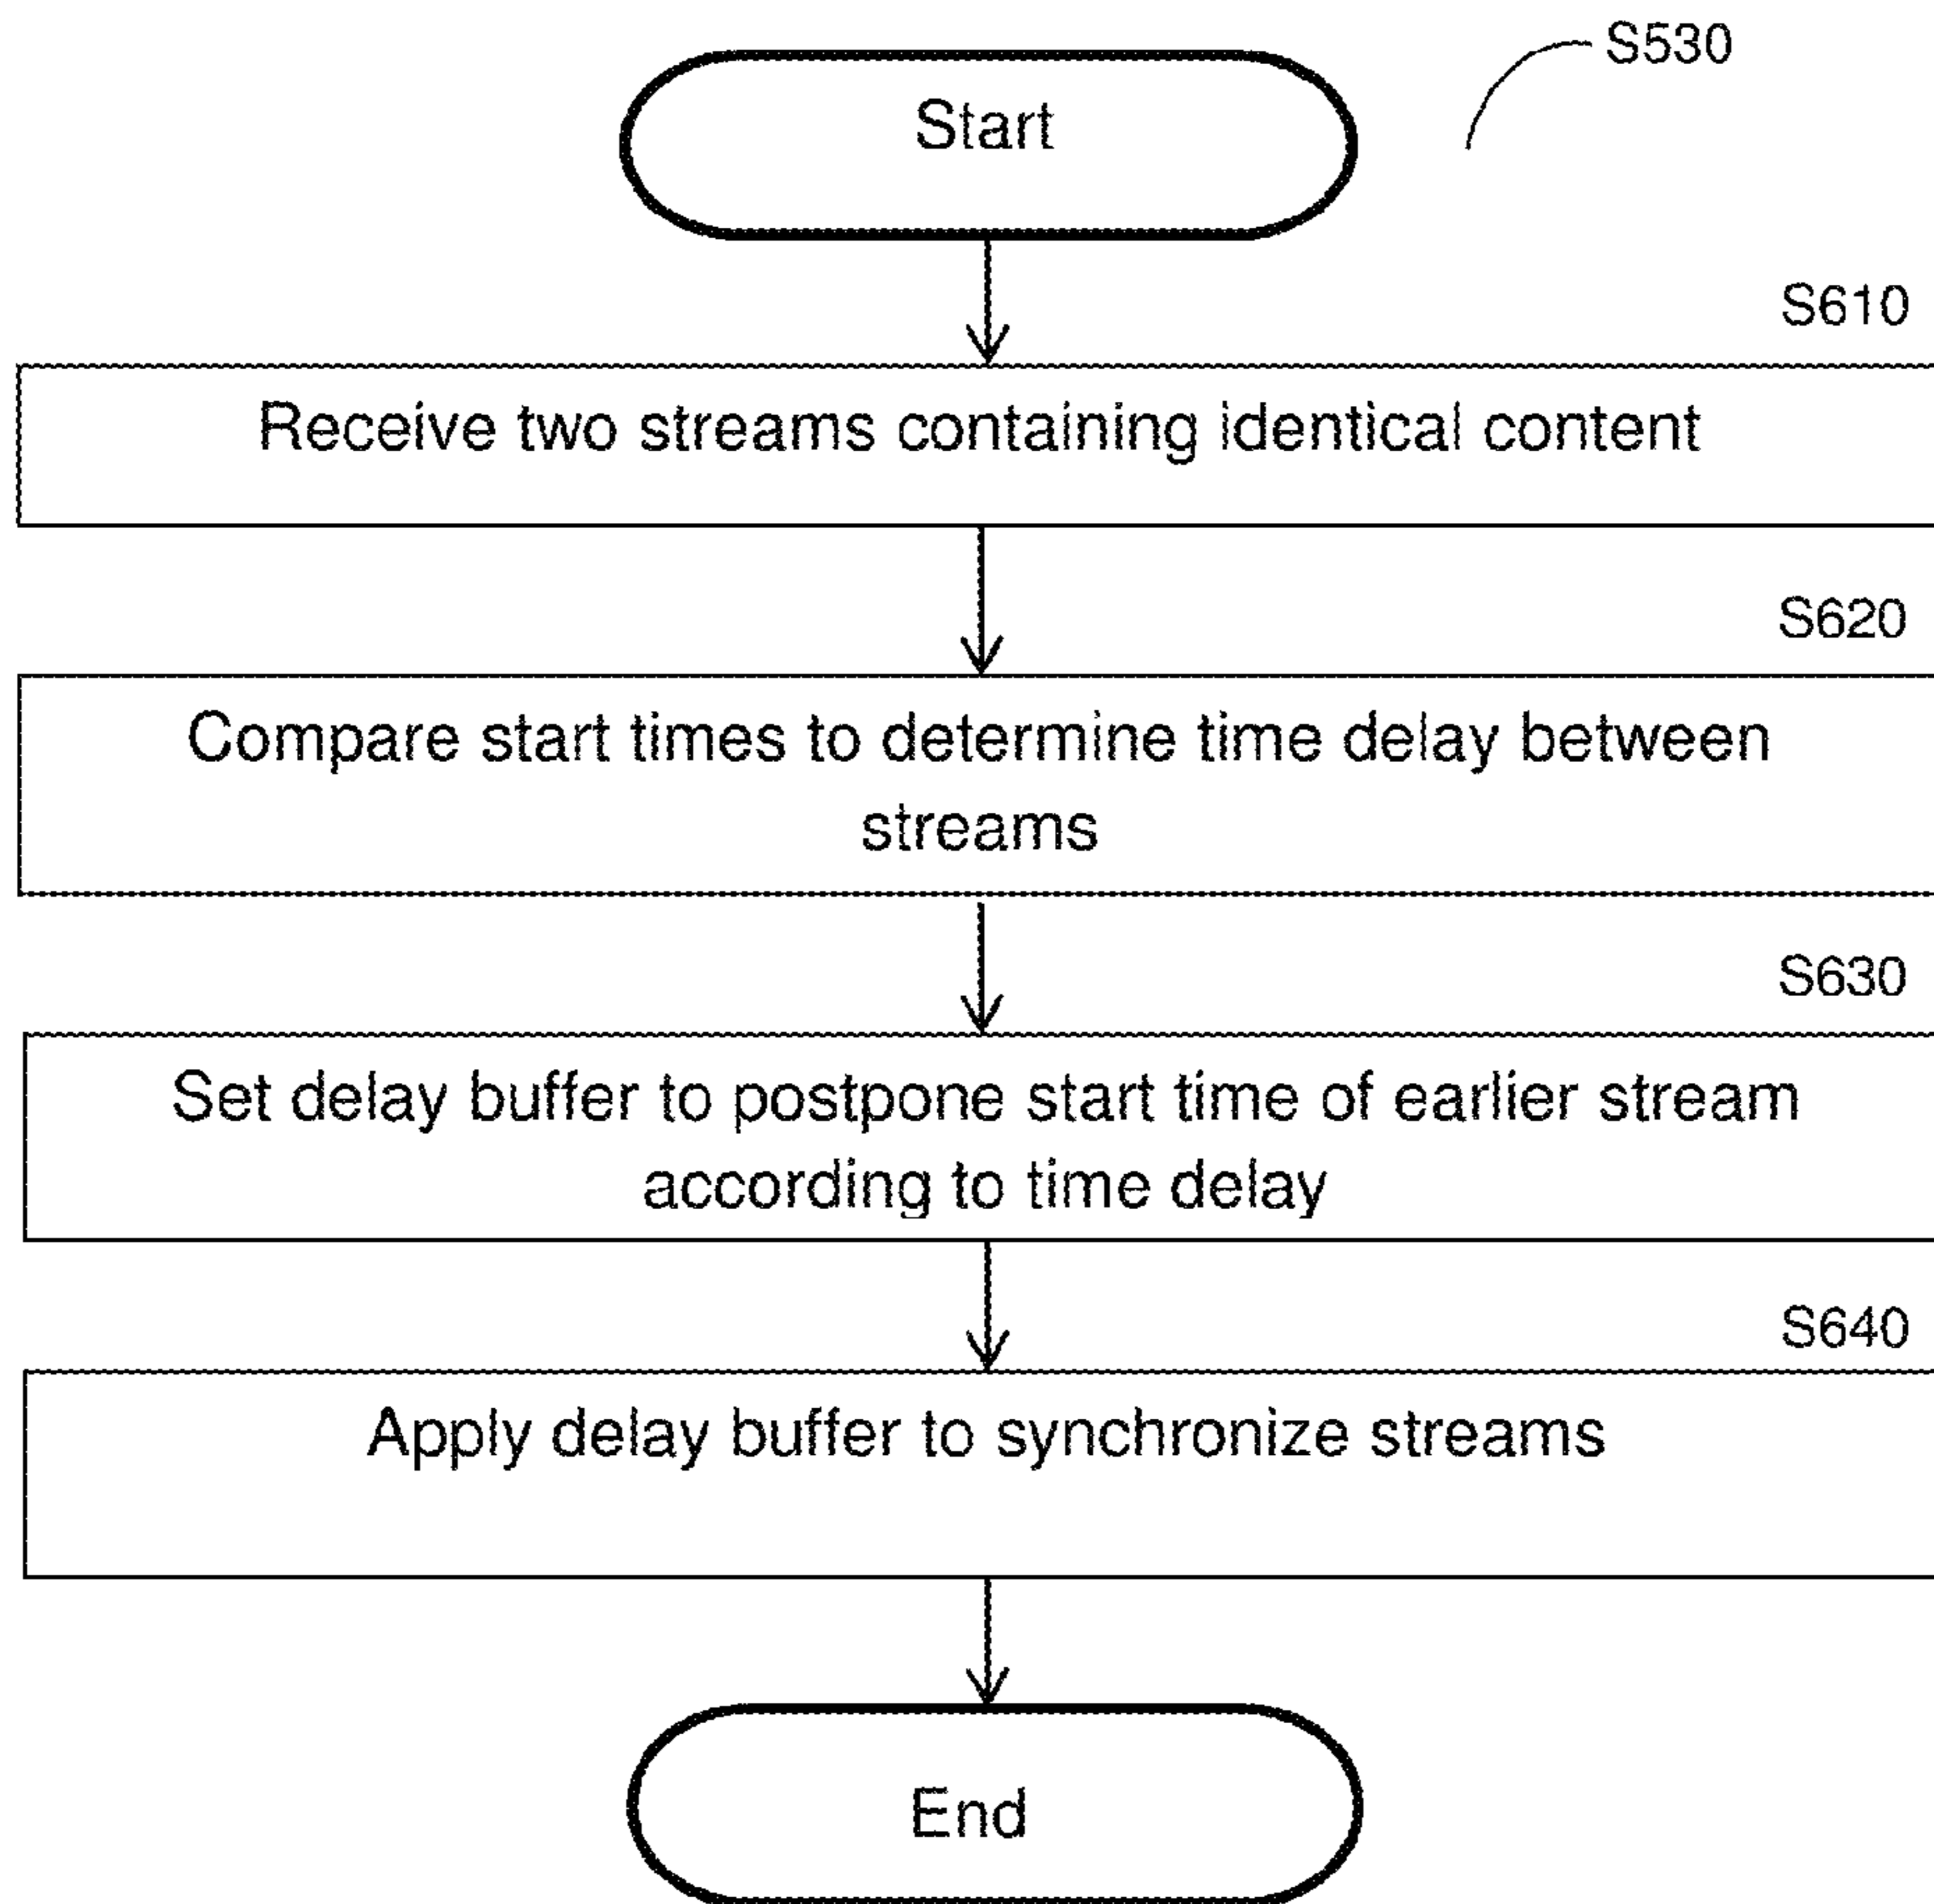 S530
Start
S610
Receive two streams containing identical content
S620
Compare start times to determine time delay between
streams
S630
Set delay buffer to postpone start time of earlier stream
according to time delay
S640
Apply delay buffer to synchronize streams
End